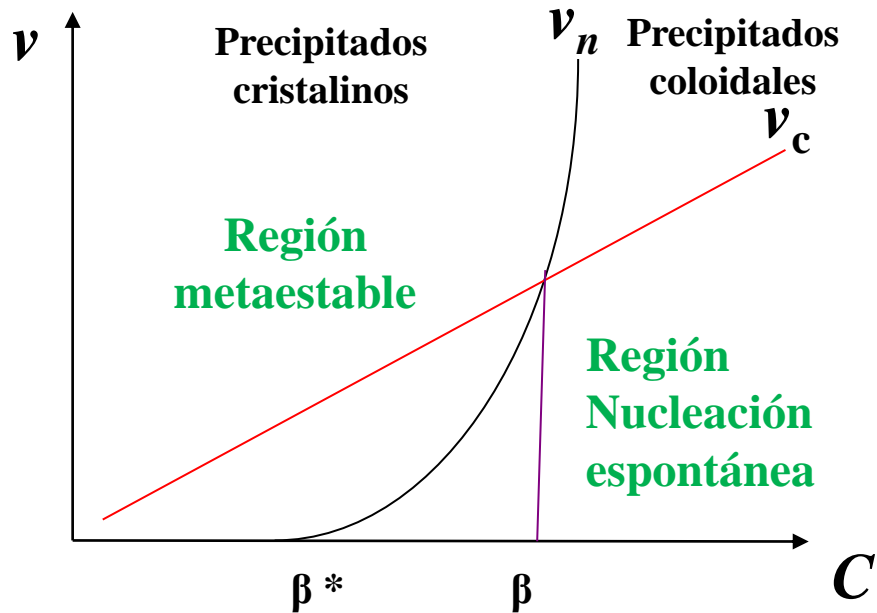 v
Precipitados
cristalinos
v_n
Precipitados
coloidales
v_c
Región
metaestable
Región
Nucleación
espontánea
β *
β
C